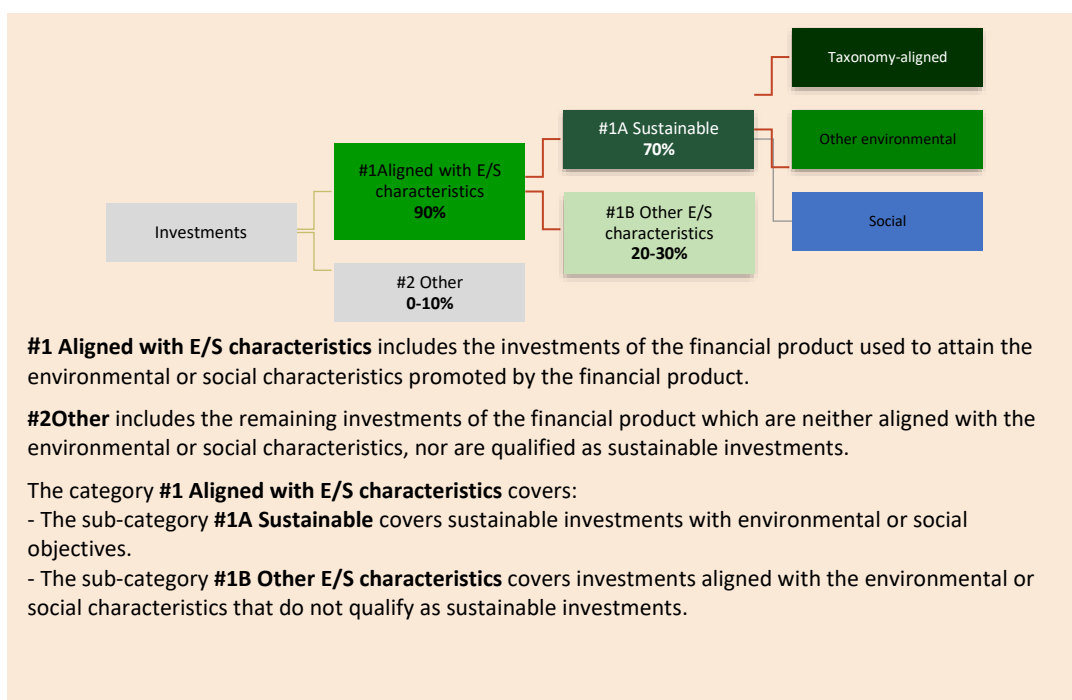 Taxonomy-aligned
#1A Sustainable
70%
Other environmental
#1Aligned with E/S
characteristics
90%
#1B Other E/S
characteristics
20-30%
Social
Investments
#2 Other
0-10%
#1 Aligned with E/S characteristics includes the investments of the financial product used to attain the
environmental or social characteristics promoted by the financial product.
#2Other includes the remaining investments of the financial product which are neither aligned with the
environmental or social characteristics, nor are qualified as sustainable investments.
The category #1 Aligned with E/S characteristics covers:
- The sub-category #1A Sustainable covers sustainable investments with environmental or social
objectives.
- The sub-category #1B Other E/S characteristics covers investments aligned with the environmental or
social characteristics that do not qualify as sustainable investments.